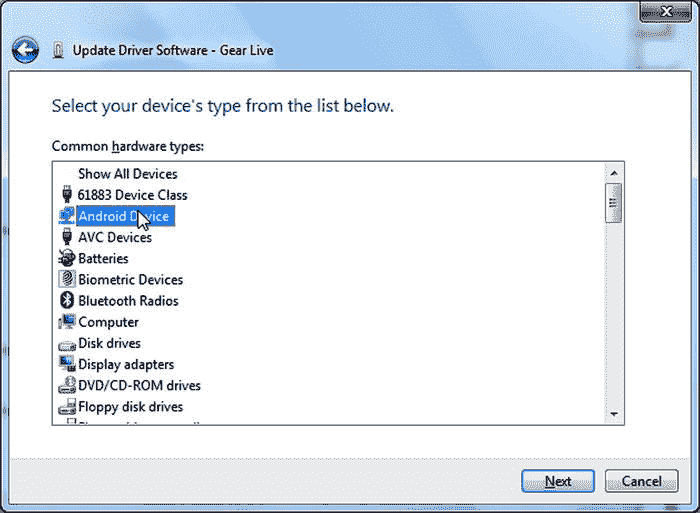 Update Driver Software - Gear Live
Select your device's type from the list below.
Common hardware types:
Show All Devices
61883 Device Class
Android Device
AVC Devices
Batteries
Biometric Devices
Bluetooth Radios
Computer
Disk drives
Display adapters
DVD/CD-ROM drives
Floppy disk drives
Next
Cancel